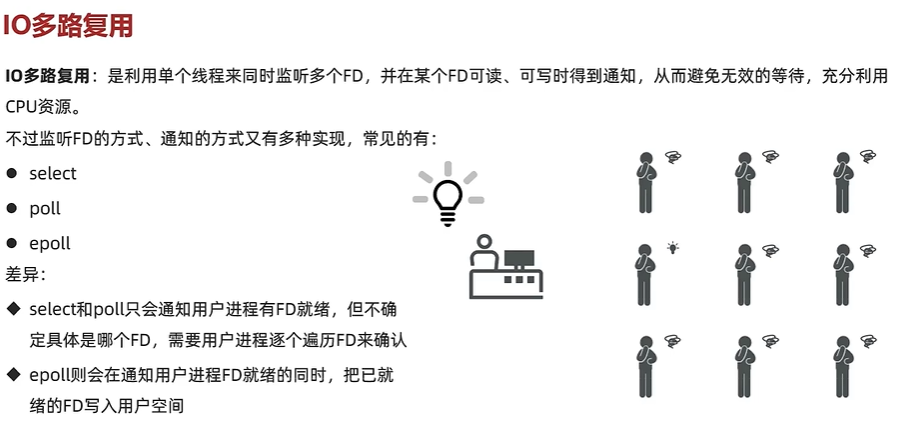 IO多路复用
IO多路复用：是利用单个线程来同时监听多个FD，并在某个FD可读、可写时得到通知，从而避免无效的等待，充分利用
CPU资源。
不过监听FD的方式、通知的方式又有多种实现，常见的有：
● select
● poll
● epoll
差异：
◆ select和poll只会通知用户进程有FD就绪，但不确
定具体是哪个FD，需要用户进程逐个遍历FD来确认
◆ epoll则会在通知用户进程FD就绪的同时，把已就
绪的FD写入用户空间